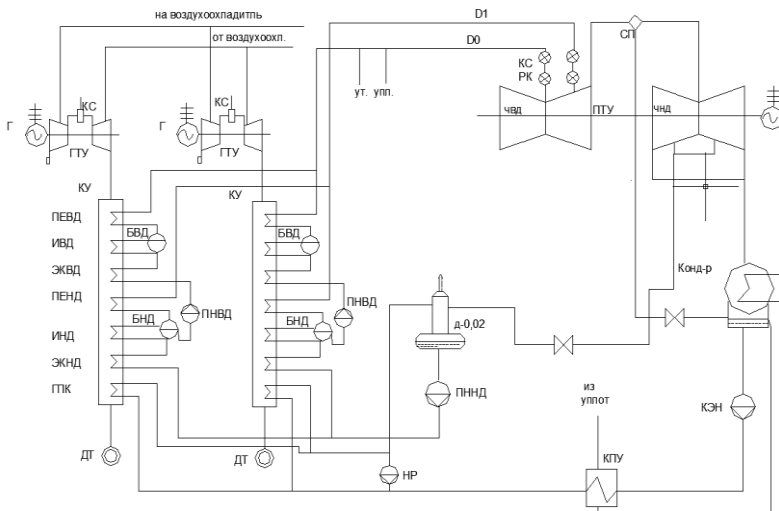 на воздухоохладитпь
от воздухоохл.
D1
D0
СП
КС
РК
ут. упп.
КС
КС
Г
Г
ЧВД
ПТУ
ЧНД
ГТУ
ГТУ
КУ
КУ
ПЕВД
БВД
БВД
ИВД
ЭКВД
Конд-р
ПЕНД
ПНВД
ПНВД
БНД
БНД
ИНД
д-0,02
ЭКНД
ГПК
ПННД
из
уплот
КЭН
ДТ
ДТ
НР
КПУ